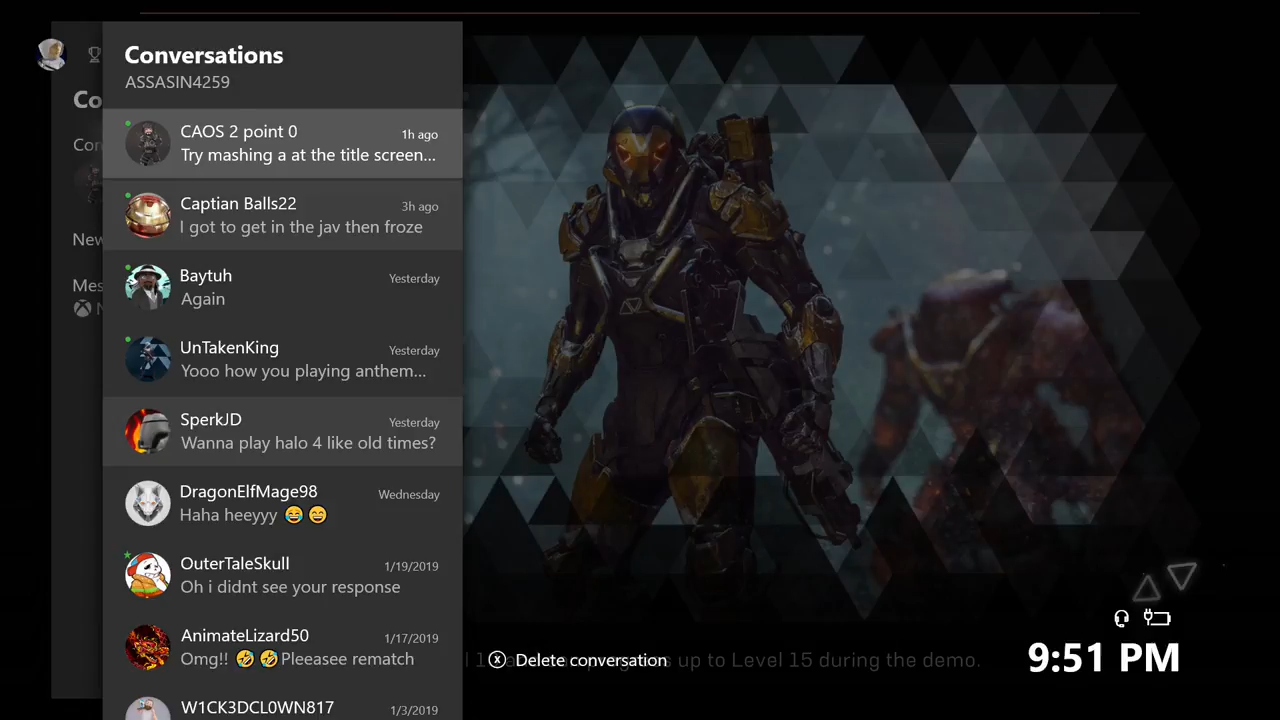 Conversations
ASSASIN4259
Co
Con
New
Mes
N
CAOS 2 point 0
1h ago
Try mashing a at the title screen...
Captian Balls22
3h ago
I got to get in the jav then froze
Baytuh
Yesterday
Again
UnTakenKing
Yesterday
Yooo how you playing anthem...
SperkJD
Yesterday
Wanna play halo 4 like old times?
DragonElfMage98
Wednesday
Haha heeyyy 😂 😄
OuterTaleSkull
1/19/2019
Oh i didnt see your response
AnimateLizard50
1/17/2019
Omg!! 🤣 🤣Pleeasee rematch
W1CK3DCL0WN817
1/3/2019
Delete conversation
up to Level 15 during the demo.
9:51 PM